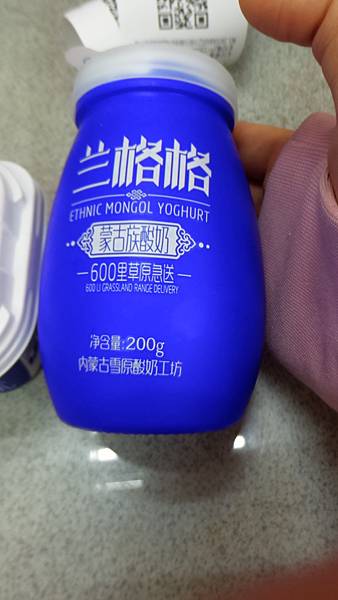 兰格格
ETHNIC MONGOL YOGHURT
蒙古族酸奶
600里草原急送
600 LI GRASSLAND RANGE DELIVERY
净含量:200g
内蒙古雪原酸奶工坊